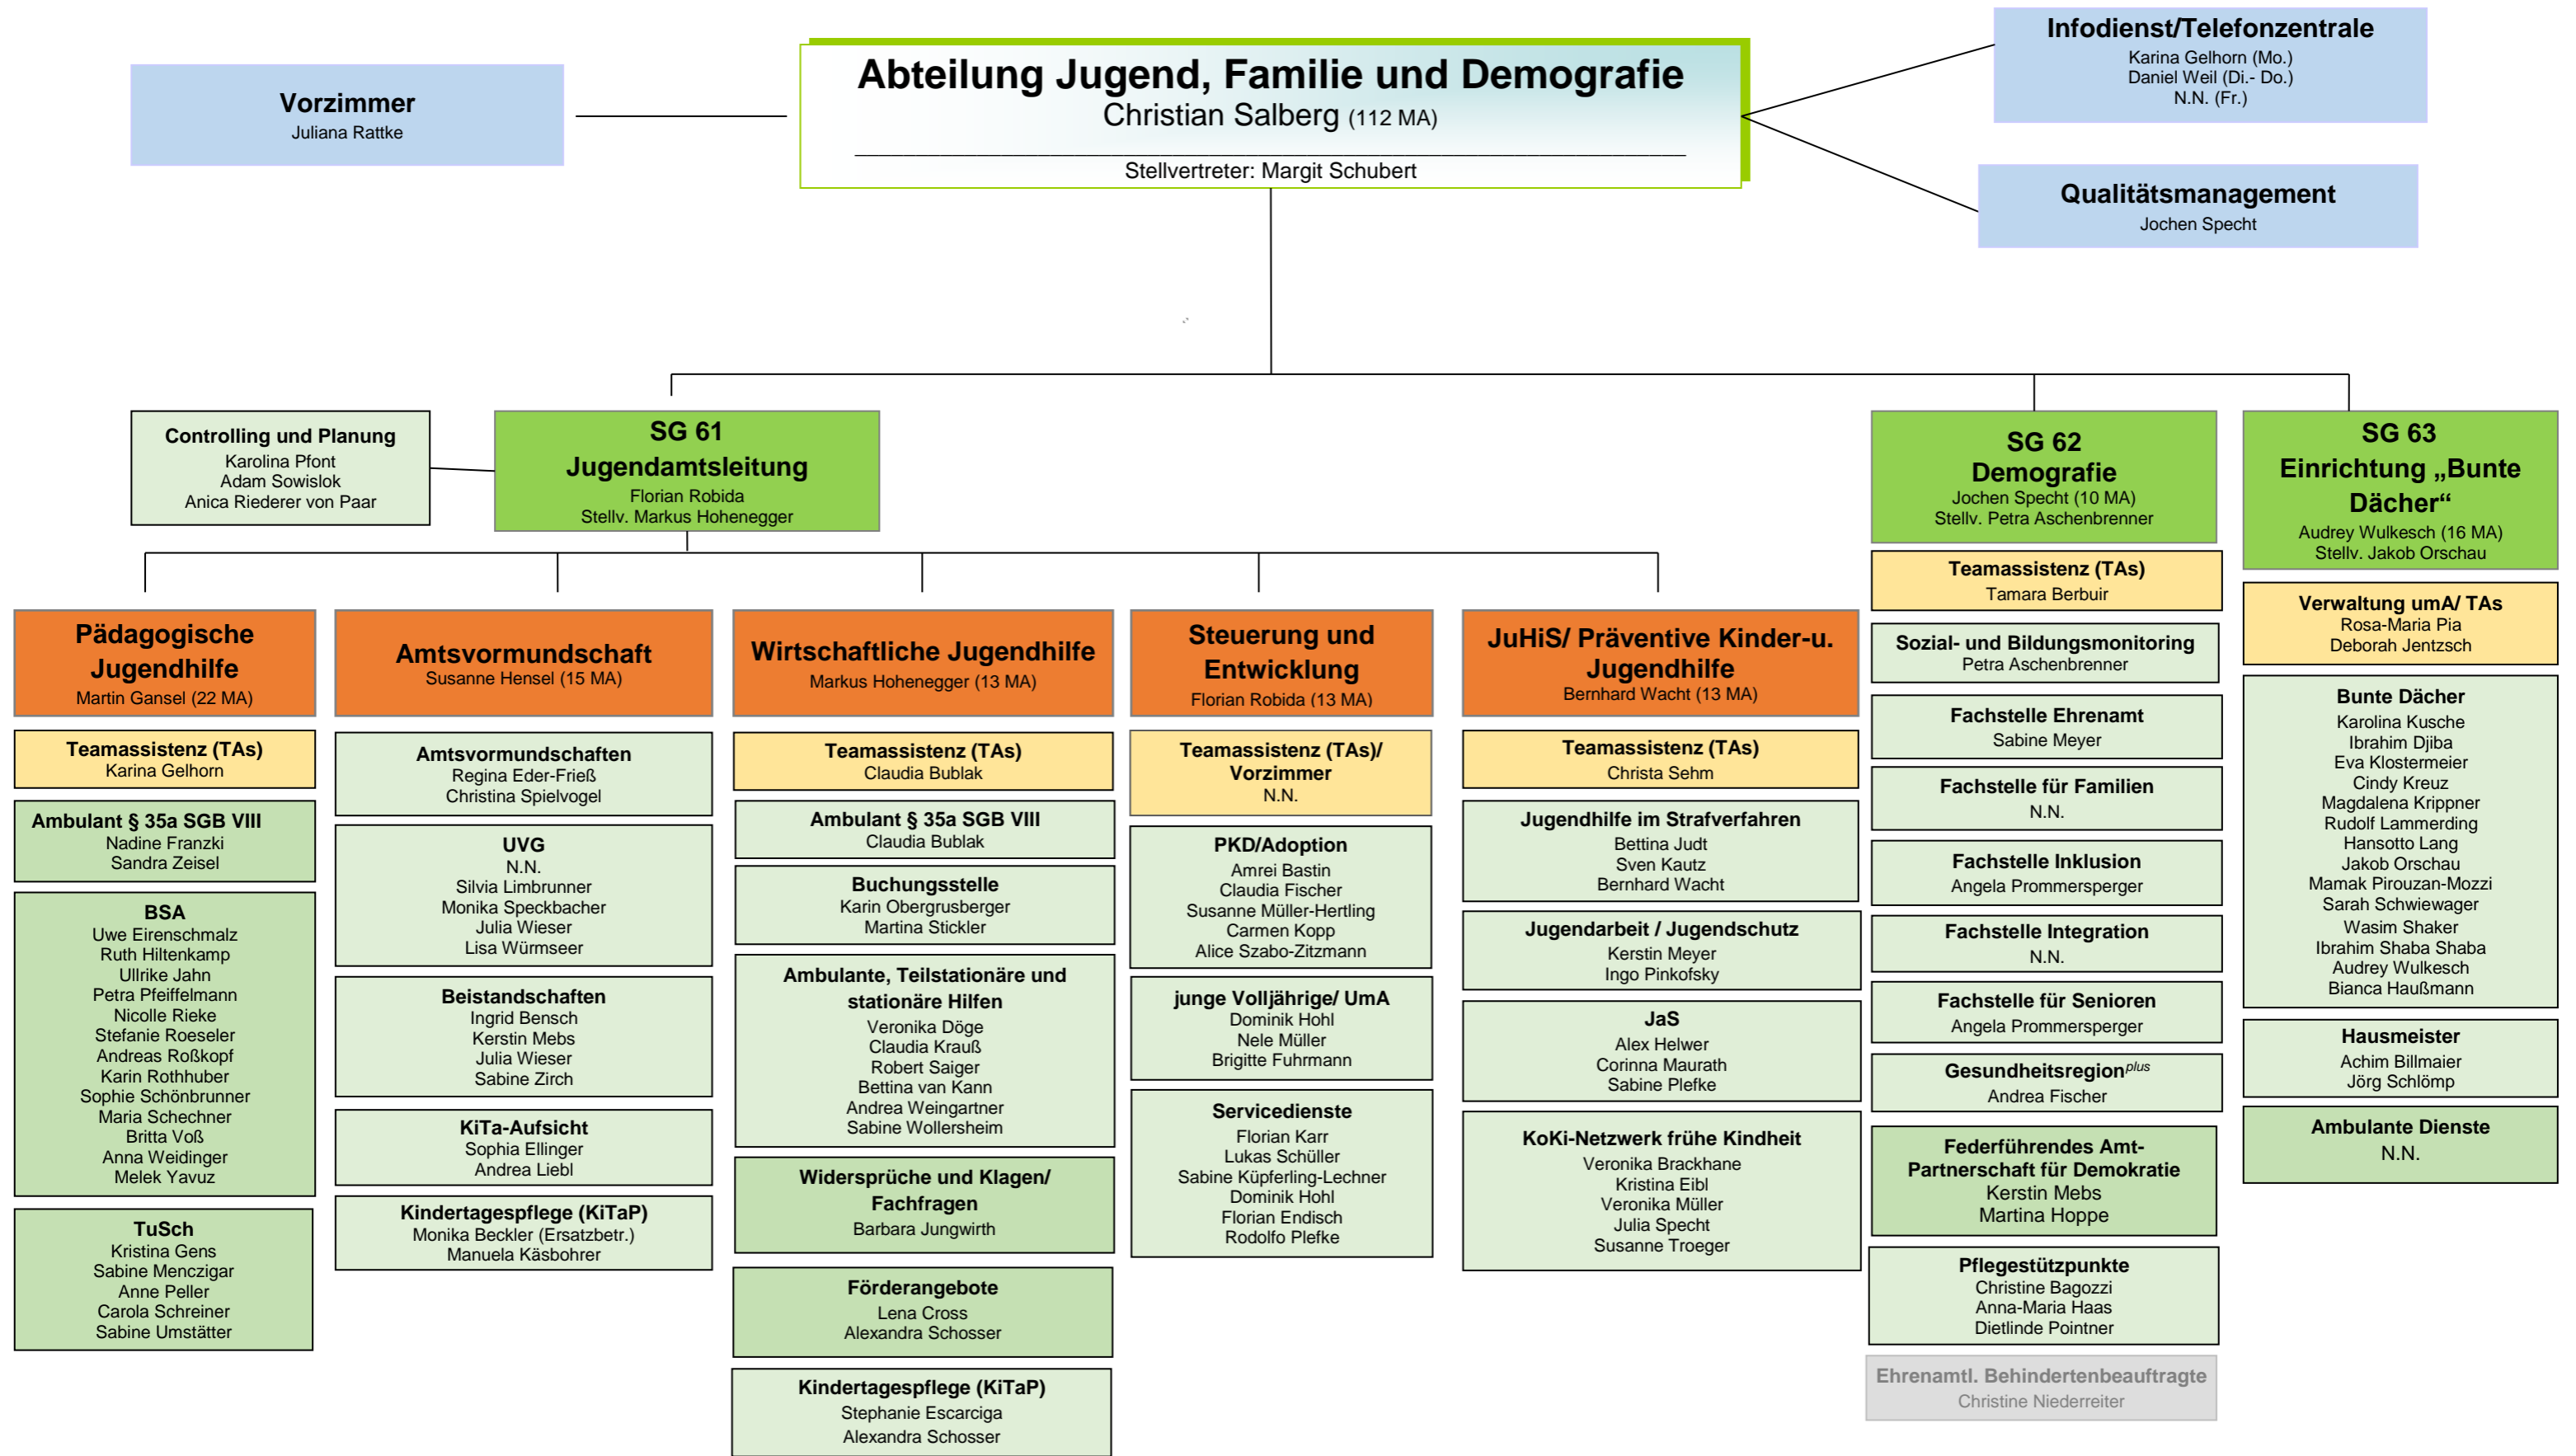 Vorzimmer
Juliana Rattke
Abteilung Jugend, Familie und Demografie
Christian Salberg (112 MA)
Stellvertreter: Margit Schubert
Infodienst/Telefonzentrale
Karina Gelhorn (Mo.)
Daniel Weil (Di.- Do.)
N.N. (Fr.)
Qualitätsmanagement
Jochen Specht
Controlling und Planung
Karolina Pfont
Adam Sowislok
Anica Riederer von Paar
SG 61
Jugendamtsleitung
Florian Robida
Stellv. Markus Hohenegger
SG 62
Demografie
Jochen Specht (10 MA)
Stellv. Petra Aschenbrenner
SG 63
Einrichtung „Bunte
Dächer“
Audrey Wulkesch (16 MA)
Stellv. Jakob Orschau
Pädagogische
Jugendhilfe
Martin Gansel (22 MA)
Teamassistenz (TAs)
Karina Gelhorn
Ambulant § 35a SGB VIII
Nadine Franzki
Sandra Zeisel
BSA
Uwe Eirenschmalz
Ruth Hiltenkamp
Ullrike Jahn
Petra Pfeiffelmann
Nicolle Rieke
Stefanie Roeseler
Andreas Roßkopf
Karin Rothhuber
Sophie Schönbrunner
Maria Schechner
Britta Voß
Anna Weidinger
Melek Yavuz
TuSch
Kristina Gens
Sabine Menczigar
Anne Peller
Carola Schreiner
Sabine Umstätter
Amtsvormundschaft
Susanne Hensel (15 MA)
Amtsvormundschaften
Regina Eder-Frieß
Christina Spielvogel
UVG
N.N.
Silvia Limbrunner
Monika Speckbacher
Julia Wieser
Lisa Würmseer
Beistandschaften
Ingrid Bensch
Kerstin Mebs
Julia Wieser
Sabine Zirch
KiTa-Aufsicht
Sophia Ellinger
Andrea Liebl
Kindertagespflege (KiTaP)
Monika Beckler (Ersatzbetr.)
Manuela Käsbohrer
Wirtschaftliche Jugendhilfe
Markus Hohenegger (13 MA)
Teamassistenz (TAs)
Claudia Bublak
Ambulant § 35a SGB VIII
Claudia Bublak
Buchungsstelle
Karin Obergrusberger
Martina Stickler
Ambulante, Teilstationäre und
stationäre Hilfen
Veronika Döge
Claudia Krauß
Robert Saiger
Bettina van Kann
Andrea Weingartner
Sabine Wollersheim
Widersprüche und Klagen/
Fachfragen
Barbara Jungwirth
Förderangebote
Lena Cross
Alexandra Schosser
Kindertagespflege (KiTaP)
Stephanie Escarciga
Alexandra Schosser
Steuerung und
Entwicklung
Florian Robida (13 MA)
Teamassistenz (TAs)/
Vorzimmer
N.N.
PKD/Adoption
Amrei Bastin
Claudia Fischer
Susanne Müller-Hertling
Carmen Kopp
Alice Szabo-Zitzmann
junge Volljährige/ UmA
Dominik Hohl
Nele Müller
Brigitte Fuhrmann
Servicedienste
Florian Karr
Lukas Schüller
Sabine Küpferling-Lechner
Dominik Hohl
Florian Endisch
Rodolfo Plefke
JuHiS/ Präventive Kinder-u.
Jugendhilfe
Bernhard Wacht (13 MA)
Teamassistenz (TAs)
Christa Sehm
Jugendhilfe im Strafverfahren
Bettina Judt
Sven Kautz
Bernhard Wacht
Jugendarbeit / Jugendschutz
Kerstin Meyer
Ingo Pinkofsky
JaS
Alex Helwer
Corinna Maurath
Sabine Plefke
KoKi-Netzwerk frühe Kindheit
Veronika Brackhane
Kristina Eibl
Veronika Müller
Julia Specht
Susanne Troeger
Teamassistenz (TAs)
Tamara Berbuir
Sozial- und Bildungsmonitoring
Petra Aschenbrenner
Fachstelle Ehrenamt
Sabine Meyer
Fachstelle für Familien
N.N.
Fachstelle Inklusion
Angela Prommersperger
Fachstelle Integration
N.N.
Fachstelle für Senioren
Angela Prommersperger
Gesundheitsregion plus
Andrea Fischer
Federführendes Amt-
Partnerschaft für Demokratie
Kerstin Mebs
Martina Hoppe
Pflegestützpunkte
Christine Bagozzi
Anna-Maria Haas
Dietlinde Pointner
Ehrenamtl. Behindertenbeauftragte
Christine Niederreiter
Verwaltung umA/ TAs
Rosa-Maria Pia
Deborah Jentzsch
Bunte Dächer
Karolina Kusche
Ibrahim Djiba
Eva Klostermeier
Cindy Kreuz
Magdalena Krippner
Rudolf Lammerding
Hansotto Lang
Jakob Orschau
Mamak Pirouzan-Mozzi
Sarah Schwiewager
Wasim Shaker
Ibrahim Shaba Shaba
Audrey Wulkesch
Bianca Haußmann
Hausmeister
Achim Billmaier
Jörg Schlömp
Ambulante Dienste
N.N.